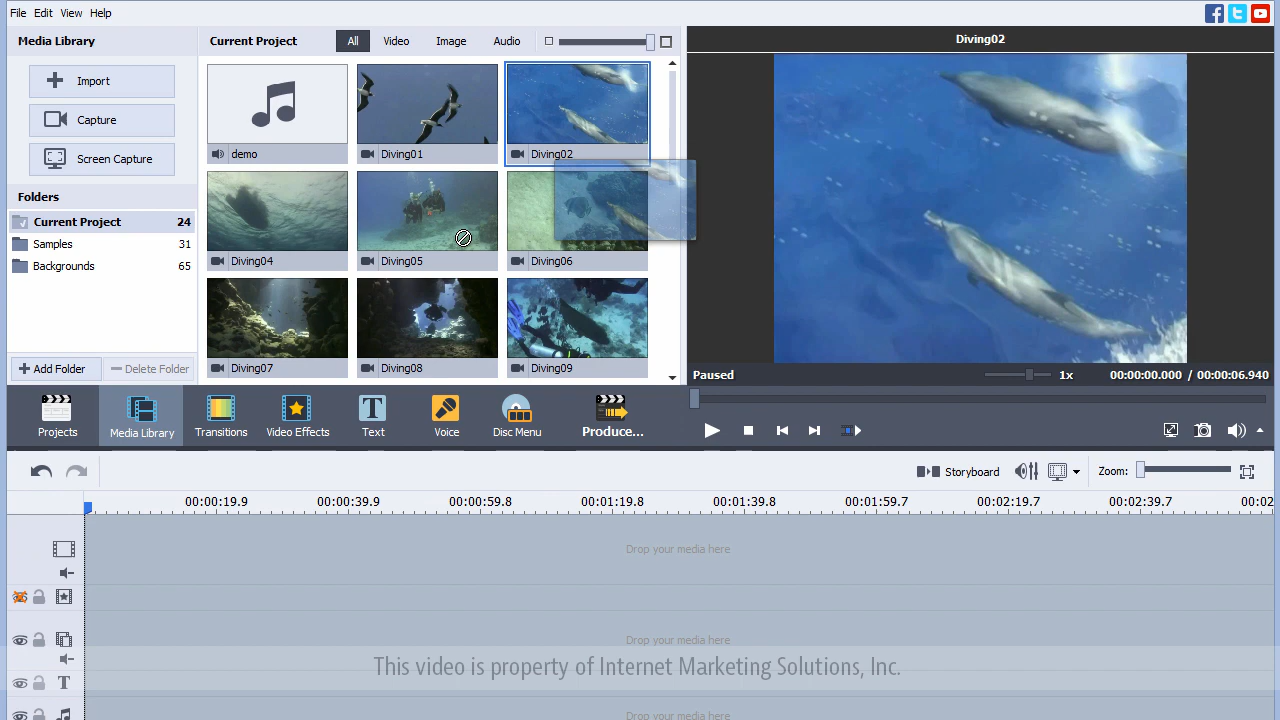 File Edit View Help
Media Library
Current Project All Video Image Audio
Diving02
Import
Capture
Screen Capture
demo Diving01 Diving02
Folders
Current Project 24
Samples 31
Backgrounds 65
Diving04 Diving05 Diving06
Diving07 Diving08 Diving09
Add Folder Delete Folder
Paused 1x 00:00:00.000 / 00:00:06.940
Projects Media Library Transitions Video Effects Text Voice Disc Menu Produce...
Storyboard Zoom:
00:00:19.9 00:00:39.9 00:00:59.8 00:01:19.8 00:01:39.8 00:01:59.7 00:02:19.7 00:02:39.7 00:02
Drop your media here
Drop your media here
This video is property of Internet Marketing Solutions, Inc.
Drop your media here